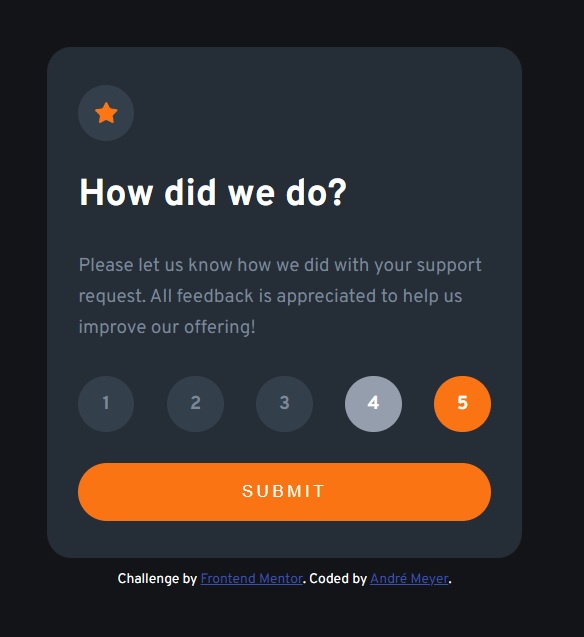 How did we do?
Please let us know how we did with your support
request. All feedback is appreciated to help us
improve our offering!
1 2 3 4 5
SUBMIT
Challenge by Frontend Mentor. Coded by André Meyer.